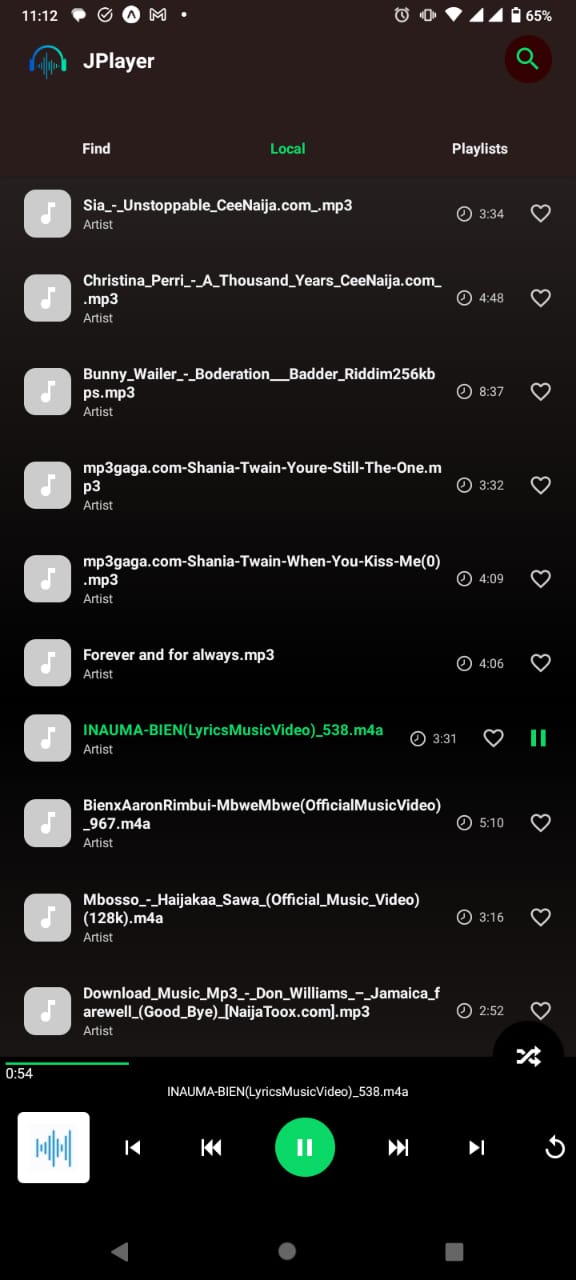 11:12
65%
JPlayer
Find
Local
Playlists
Sia_-_Unstoppable_CeeNaija.com_.mp3
Artist
3:34
Christina_Perri_-_A_Thousand_Years_CeeNaija.com_
.mp3
Artist
4:48
Bunny_Wailer_-_Boderation___Badder_Riddim256kb
ps.mp3
Artist
8:37
mp3gaga.com-Shania-Twain-Youre-Still-The-One.m
p3
Artist
3:32
mp3gaga.com-Shania-Twain-When-You-Kiss-Me(0)
.mp3
Artist
4:09
Forever and for always.mp3
Artist
4:06
INAUMA-BIEN(LyricsMusicVideo)_538.m4a
Artist
3:31
BienxAaronRimbui-MbweMbwe(OfficialMusicVideo)
_967.m4a
Artist
5:10
Mbosso_-_Haijakaa_Sawa_(Official_Music_Video)
(128k).m4a
Artist
3:16
Download_Music_Mp3_-_Don_Williams_–_Jamaica_f
arewell_(Good_Bye)_[NaijaToox.com].mp3
Artist
2:52
0:54
INAUMA-BIEN(LyricsMusicVideo)_538.m4a